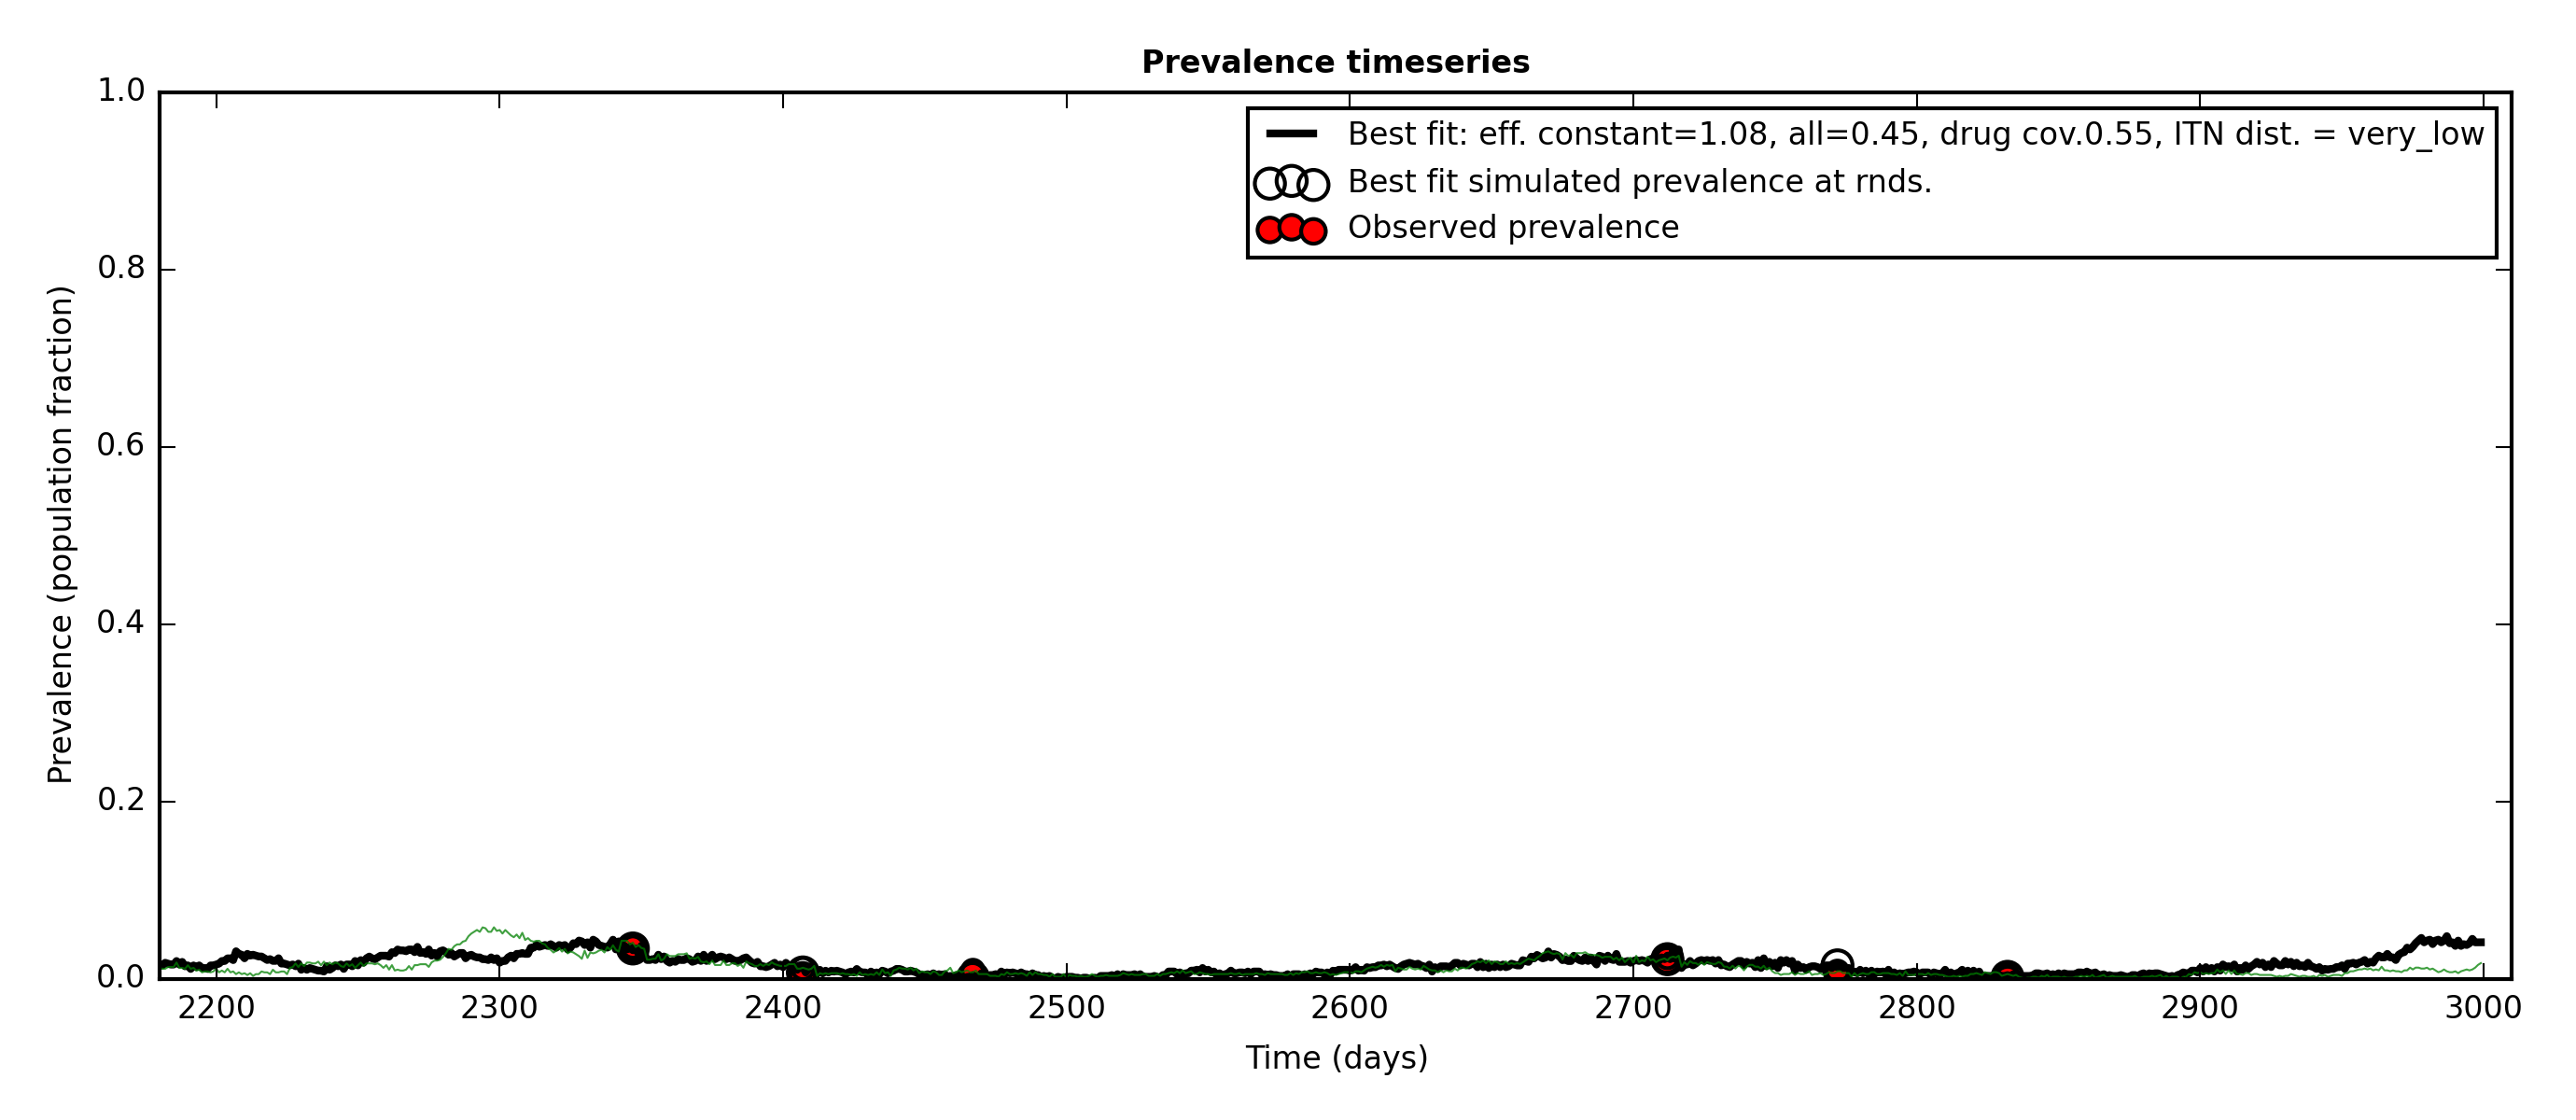 Prevalence timeseries
1.0
0.8
0.6
0.4
0.2
0.0
Prevalence (population fraction)
Best fit: eff. constant=1.08, all=0.45, drug cov.0.55, ITN dist. = very_low
Best fit simulated prevalence at rnds.
Observed prevalence
2200 2300 2400 2500 2600 2700 2800 2900 3000
Time (days)